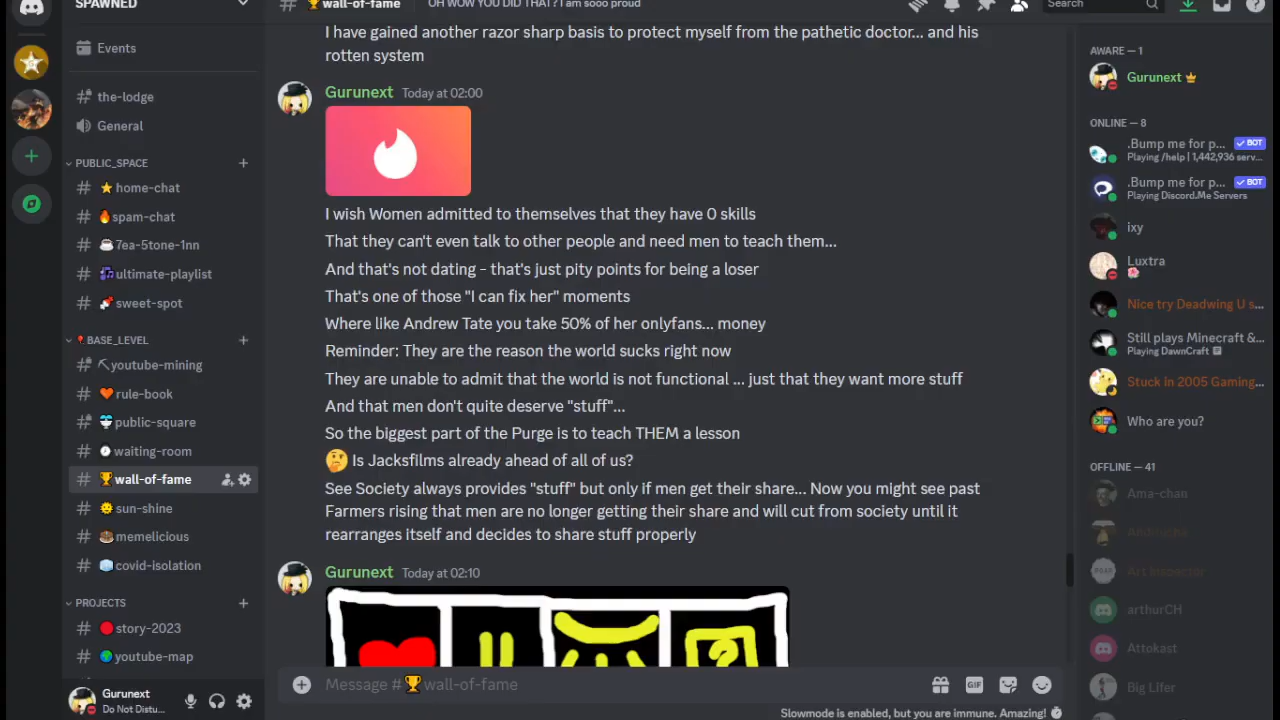 SPAWNED
Events
the-lodge
General
PUBLIC_SPACE
home-chat
spam-chat
7ea-5tone-1nn
ultimate-playlist
sweet-spot
BASE_LEVEL
youtube-mining
rule-book
public-square
waiting-room
wall-of-fame
sun-shine
memelicious
covid-isolation
PROJECTS
story-2023
youtube-map
Gurunext
Do Not Distu...
wall-of-fame
OH WOW YOU DID THAT? I am sooo proud
Search
I have gained another razor sharp basis to protect myself from the pathetic doctor... and his
rotten system
Gurunext Today at 02:00
I wish Women admitted to themselves that they have 0 skills
That they can't even talk to other people and need men to teach them...
And that's not dating - that's just pity points for being a loser
That's one of those "I can fix her" moments
Where like Andrew Tate you take 50% of her onlyfans... money
Reminder: They are the reason the world sucks right now
They are unable to admit that the world is not functional ... just that they want more stuff
And that men don't quite deserve "stuff"...
So the biggest part of the Purge is to teach THEM a lesson
🤔 Is Jacksfilms already ahead of all of us?
See Society always provides "stuff" but only if men get their share... Now you might see past
Farmers rising that men are no longer getting their share and will cut from society until it
rearranges itself and decides to share stuff properly
Gurunext Today at 02:10
?
Message #🏆wall-of-fame
GIF
Slowmode is enabled, but you are immune. Amazing!
AWARE — 1
Gurunext
ONLINE — 8
.Bump me for p... BOT
Playing /help | 1,442,936 serv...
.Bump me for p... BOT
Playing Discord.Me Servers
ixy
Luxtra
Nice try Deadwing U s...
Still plays Minecraft &...
Playing DawnCraft
Stuck in 2005 Gaming...
Who are you?
OFFLINE — 41
Ama-chan
Andriusha
Art Inspector
arthurCH
Attokast
Big Lifer